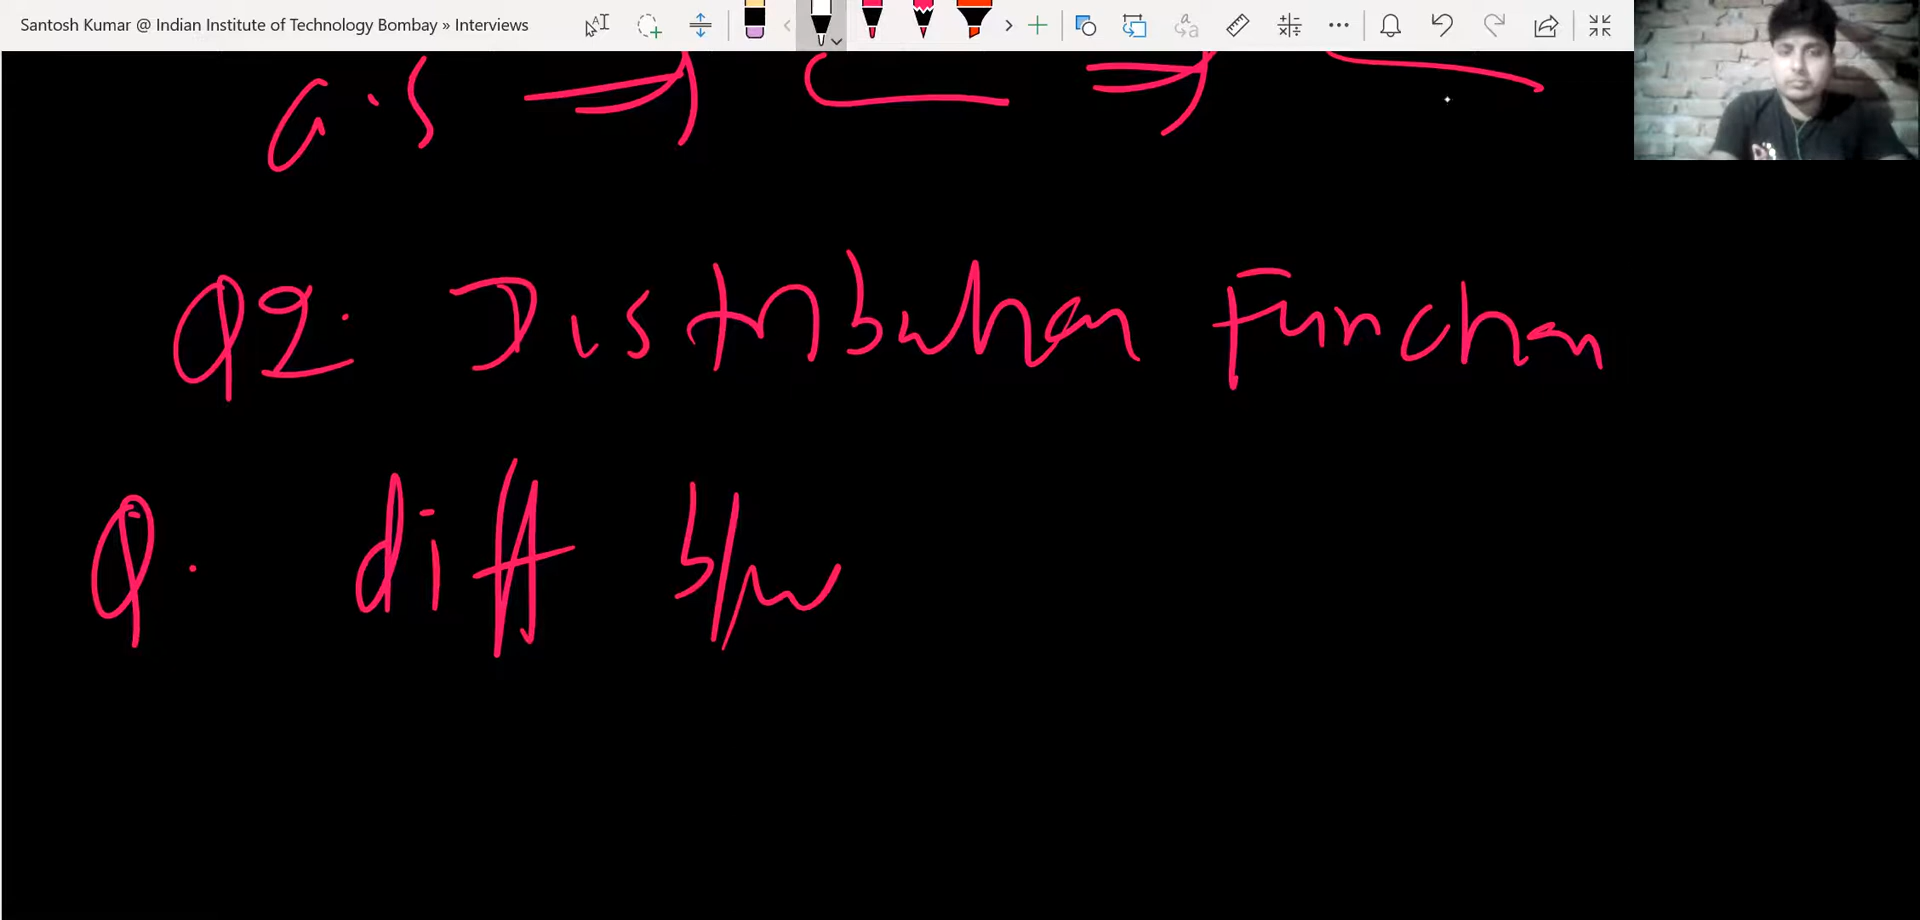 Santosh Kumar @ Indian Institute of Technology Bombay » Interviews
a.s ⟹ ⟹
Q2. Distribution Function
Q. diff b/w